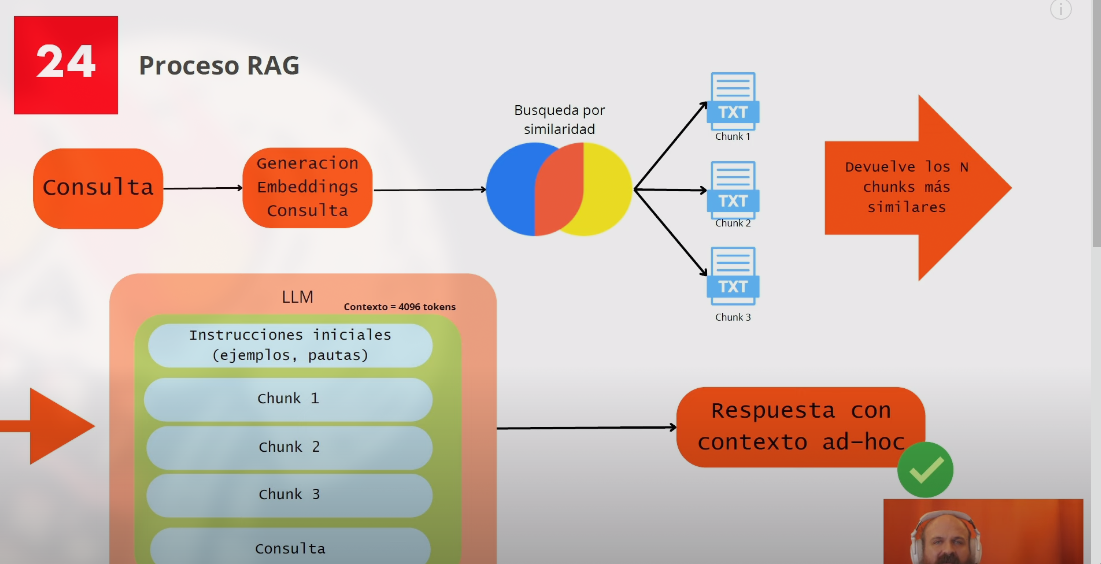 24
Proceso RAG
Consulta
Generacion
Embeddings
Consulta
Busqueda por
similaridad
TXT
Chunk 1
TXT
Chunk 2
TXT
Chunk 3
Devuelve los N
chunks más
similares
LLM
Contexto = 4096 tokens
Instrucciones iniciales
(ejemplos, pautas)
Chunk 1
Chunk 2
Chunk 3
Consulta
Respuesta con
contexto ad-hoc